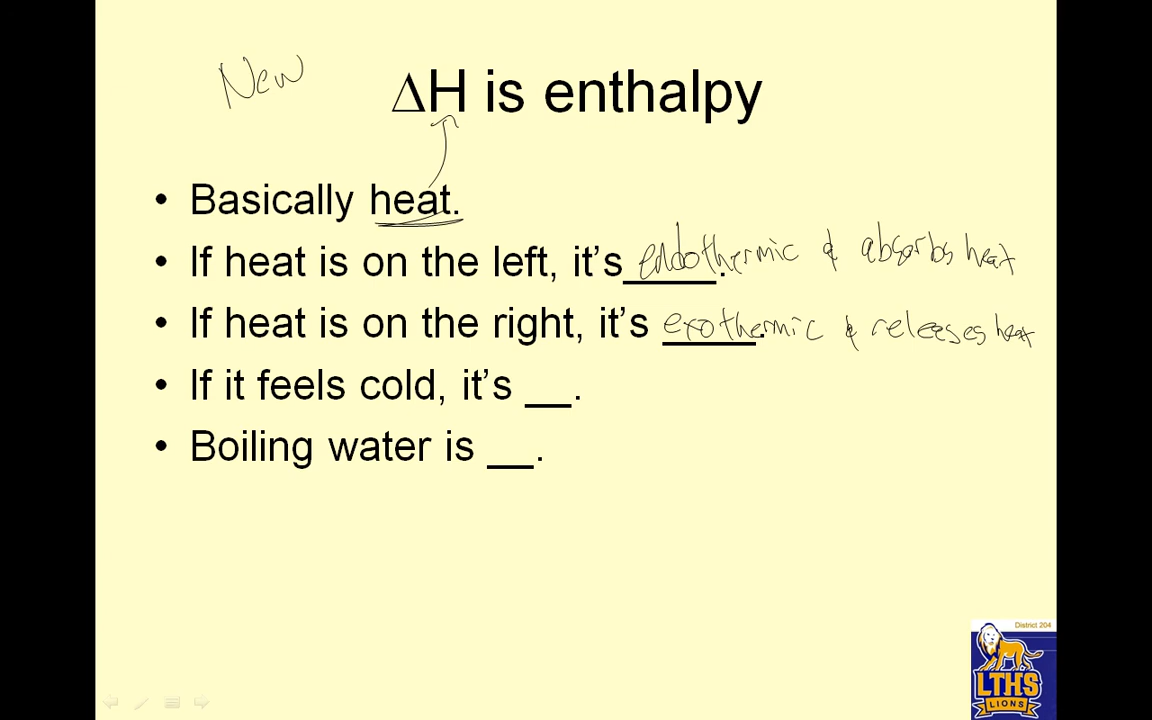 New
ΔH is enthalpy
• Basically heat.
• If heat is on the left, it's endothermic & absorbs heat.
• If heat is on the right, it's exothermic & releases heat.
• If it feels cold, it's __.
• Boiling water is __.
District 204
LTHS
LIONS